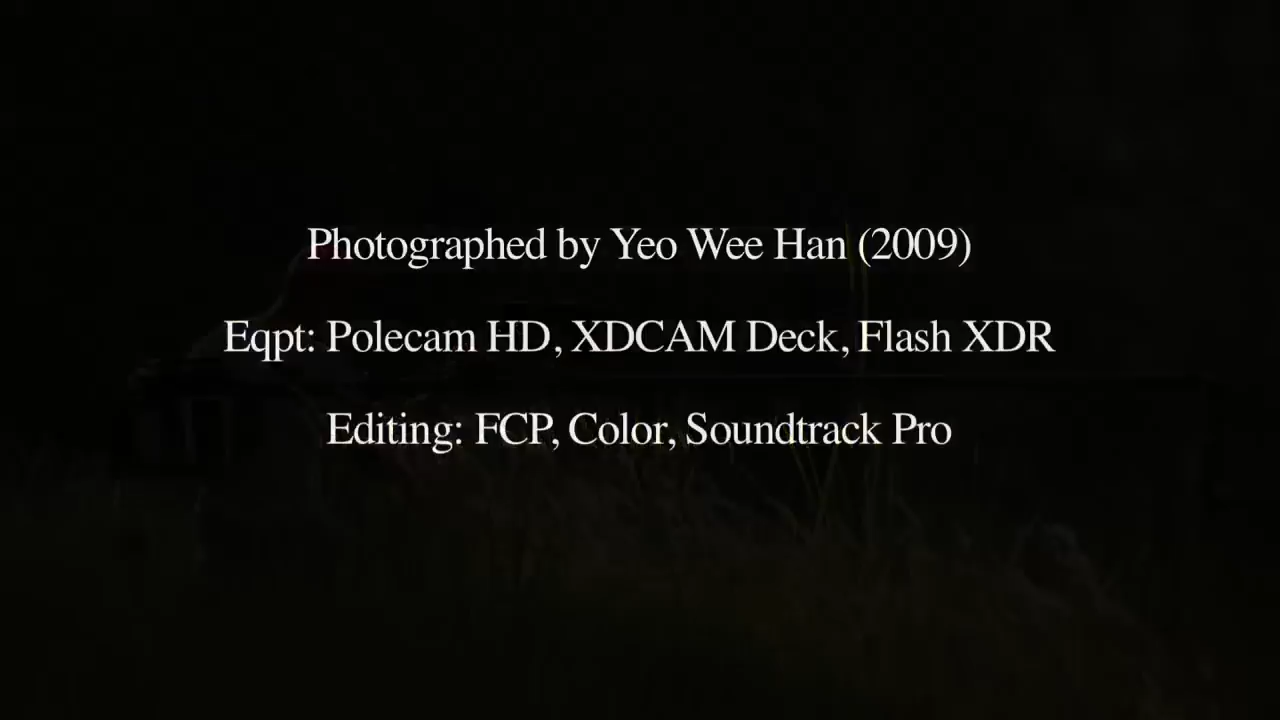 Photographed by Yeo Wee Han (2009)
Eqpt: Polecam HD, XDCAM Deck, Flash XDR
Editing: FCP, Color, Soundtrack Pro